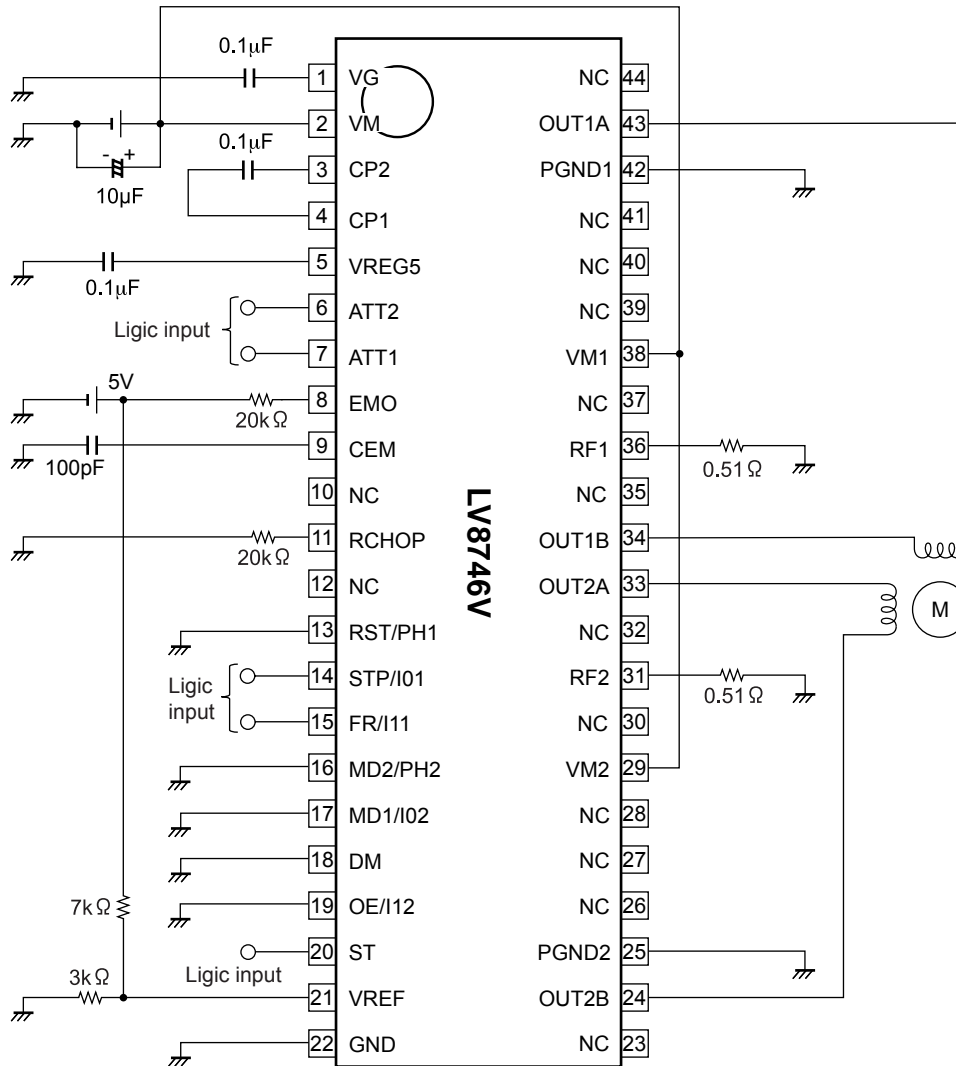 0.1μF
1 VG
NC 44
2 VM
OUT1A 43
- +
10μF
0.1μF
3 CP2
PGND1 42
4 CP1
NC 41
5 VREG5
NC 40
0.1μF
6 ATT2
NC 39
Ligic input
7 ATT1
VM1 38
5V
8 EMO
NC 37
20kΩ
9 CEM
RF1 36
100pF
0.51Ω
10 NC
NC 35
LV8746V
11 RCHOP
OUT1B 34
20kΩ
12 NC
OUT2A 33
M
13 RST/PH1
NC 32
14 STP/I01
RF2 31
Ligic
input
0.51Ω
15 FR/I11
NC 30
16 MD2/PH2
VM2 29
17 MD1/I02
NC 28
18 DM
NC 27
7kΩ
19 OE/I12
NC 26
20 ST
PGND2 25
Ligic input
3kΩ
21 VREF
OUT2B 24
22 GND
NC 23